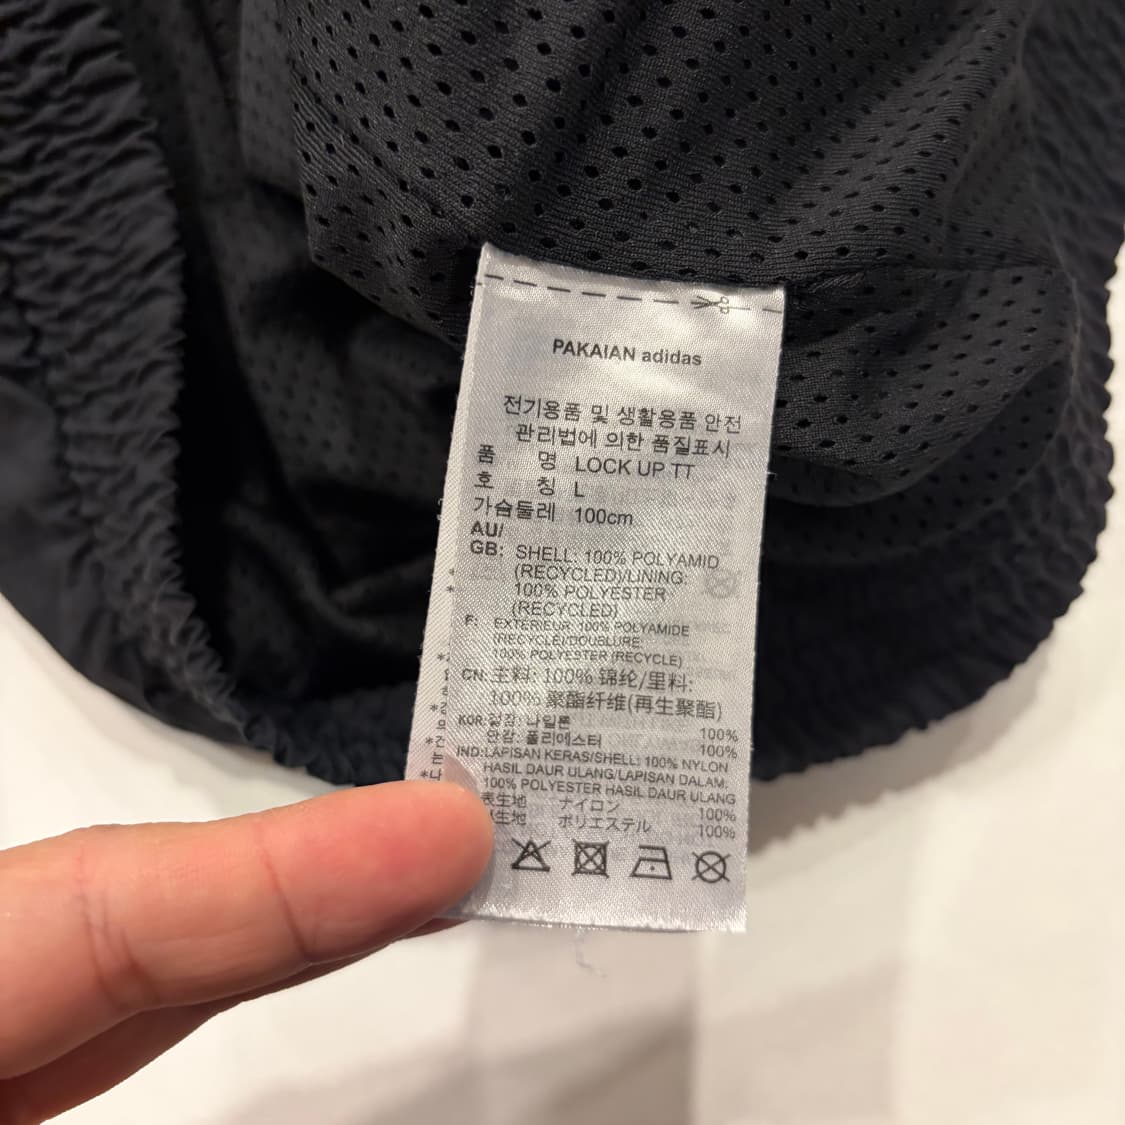 PAKAIAN adidas
전기용품 및 생활용품 안전
관리법에 의한 품질표시
품 명 LOCK UP TT
호 칭 L
가슴둘레 100cm
AU/
GB: SHELL: 100% POLYAMID
(RECYCLED)/LINING:
100% POLYESTER
(RECYCLED)
F: EXTERIEUR: 100% POLYAMIDE
(RECYCLE)/DOUBLURE:
100% POLYESTER (RECYCLE)
CN: 主料: 100% 锦纶/里料:
100% 聚酯纤维(再生聚酯)
KOR: 겉감: 나일론 100%
안감: 폴리에스터 100%
IND: LAPISAN KERAS/SHELL: 100% NYLON
HASIL DAUR ULANG/LAPISAN DALAM:
100% POLYESTER HASIL DAUR ULANG
表生地 ナイロン 100%
生地 ポリエステル 100%